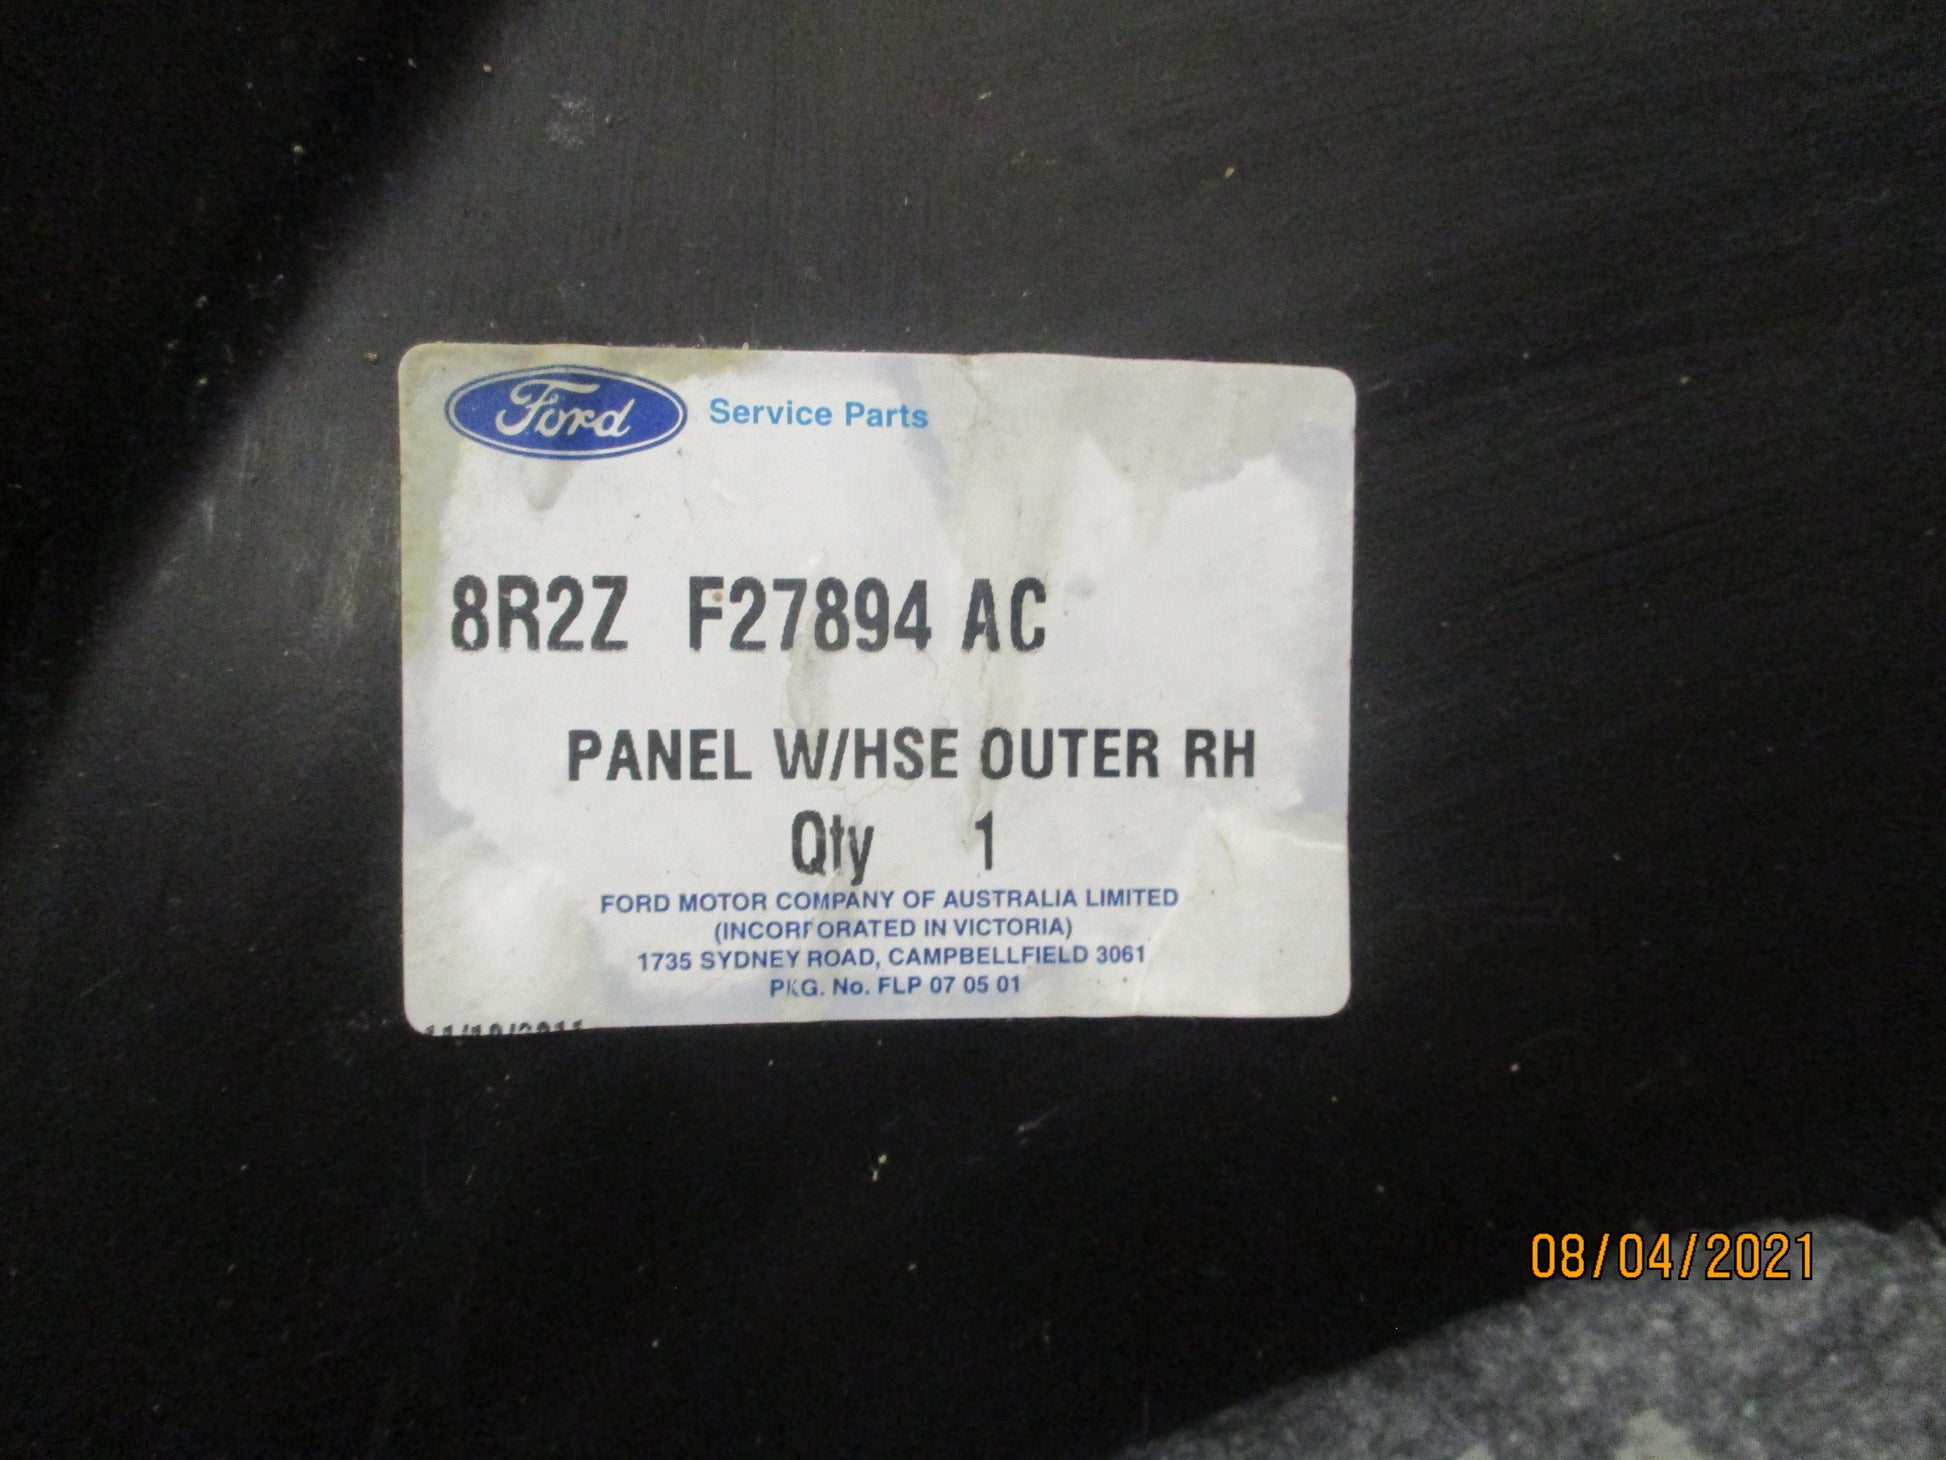 Ford Service Parts
8R2Z F27894 AC
PANEL W/HSE OUTER RH
Qty 1
FORD MOTOR COMPANY OF AUSTRALIA LIMITED
(INCORPORATED IN VICTORIA)
1735 SYDNEY ROAD, CAMPBELLFIELD 3061
PKG. No. FLP 07 05 01
08/04/2021